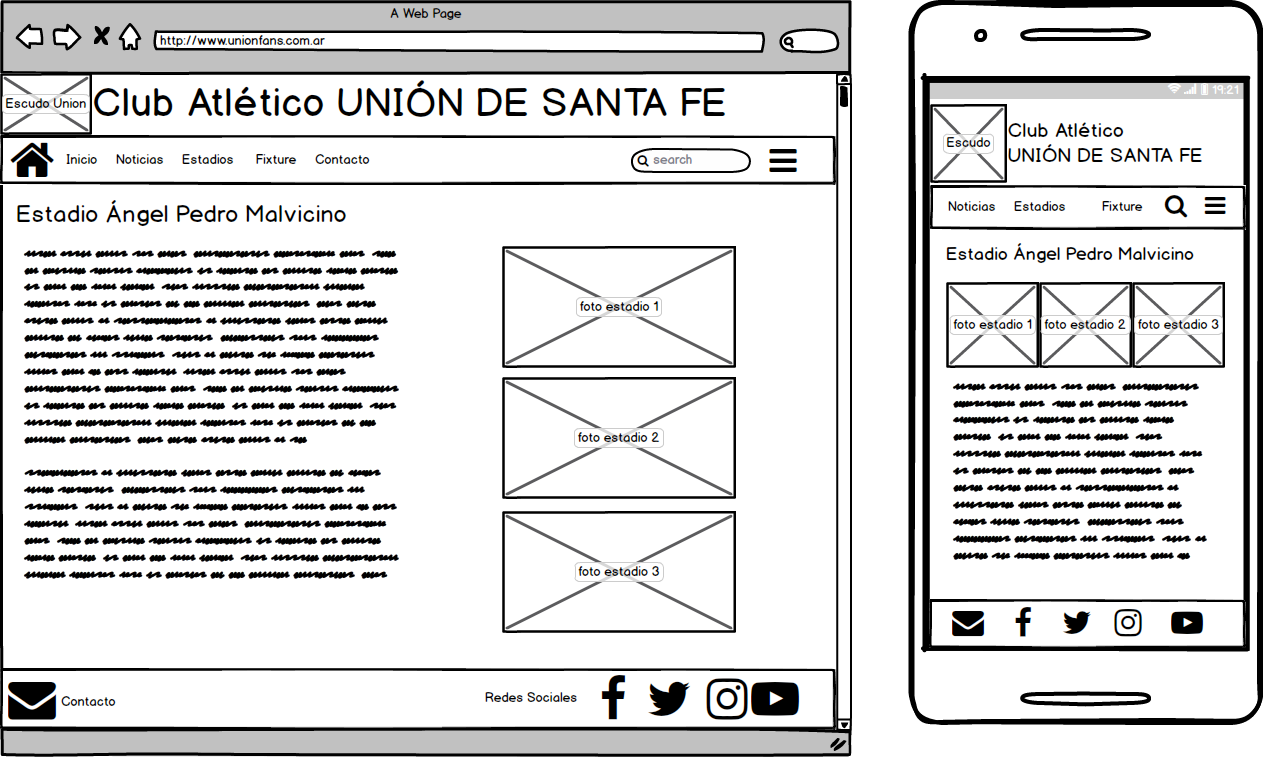 A Web Page
http://www.unionfans.com.ar
Escudo Union
Club Atlético UNIÓN DE SANTA FE
Inicio Noticias Estadios Fixture Contacto search
Estadio Ángel Pedro Malvicino
foto estadio 1
foto estadio 2
foto estadio 3
Contacto
Redes Sociales
19:21
Escudo
Club Atlético
UNIÓN DE SANTA FE
Noticias Estadios Fixture
Estadio Ángel Pedro Malvicino
foto estadio 1 foto estadio 2 foto estadio 3